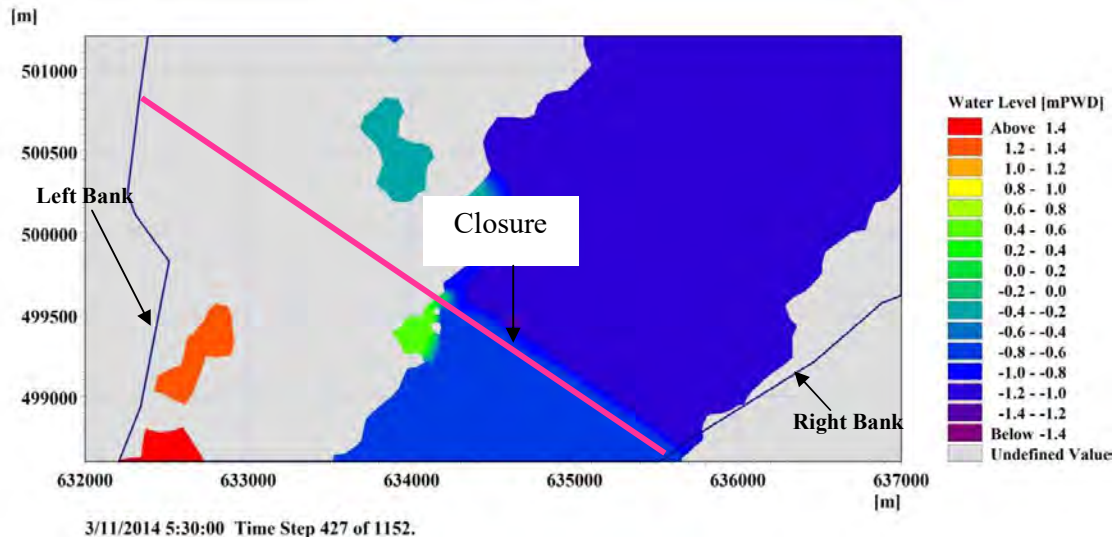 [m]
501000
500500
500000
499500
499000
Left Bank
Closure
Right Bank
632000 633000 634000 635000 636000 637000
[m]
3/11/2014 5:30:00 Time Step 427 of 1152.
Water Level [mPWD]
Above 1.4
1.2 - 1.4
1.0 - 1.2
0.8 - 1.0
0.6 - 0.8
0.4 - 0.6
0.2 - 0.4
0.0 - 0.2
-0.2 - 0.0
-0.4 - -0.2
-0.6 - -0.4
-0.8 - -0.6
-1.0 - -0.8
-1.2 - -1.0
-1.4 - -1.2
Below -1.4
Undefined Values